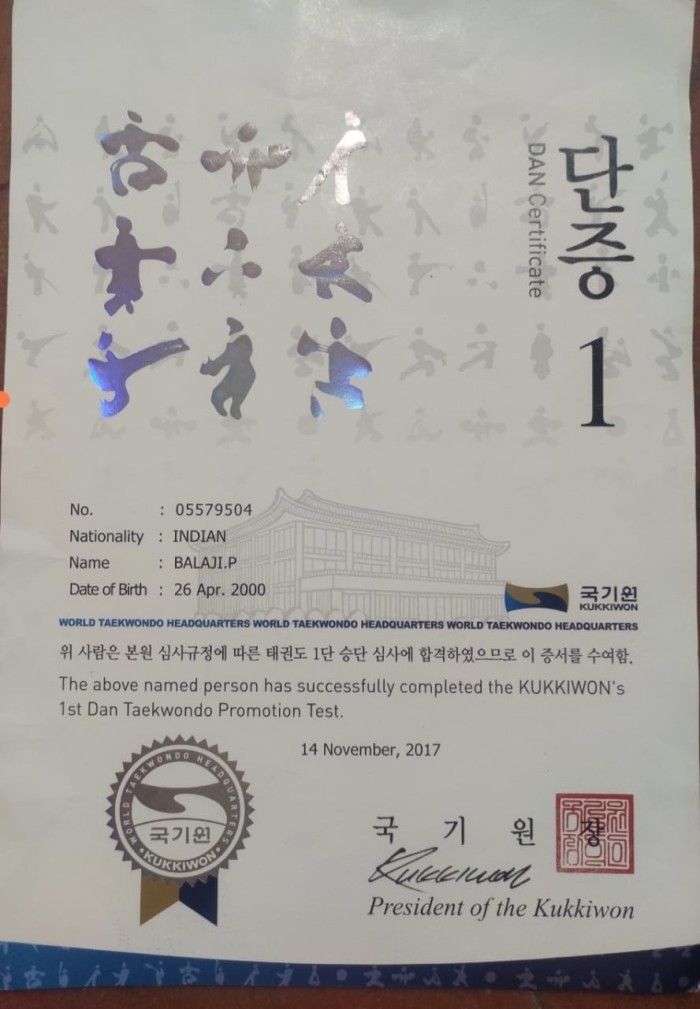 단증
DAN Certificate
1
No. : 05579504
Nationality : INDIAN
Name : BALAJI.P
Date of Birth : 26 Apr. 2000
국기원
KUKKIWON
WORLD TAEKWONDO HEADQUARTERS WORLD TAEKWONDO HEADQUARTERS WORLD TAEKWONDO HEADQUARTERS
위 사람은 본원 심사규정에 따른 태권도 1단 승단 심사에 합격하였으므로 이 증서를 수여함.
The above named person has successfully completed the KUKKIWON's
1st Dan Taekwondo Promotion Test.
14 November, 2017
WORLD TAEKWONDO HEADQUARTERS
국기원
KUKKIWON
국 기 원 장
Kukkiwon
President of the Kukkiwon